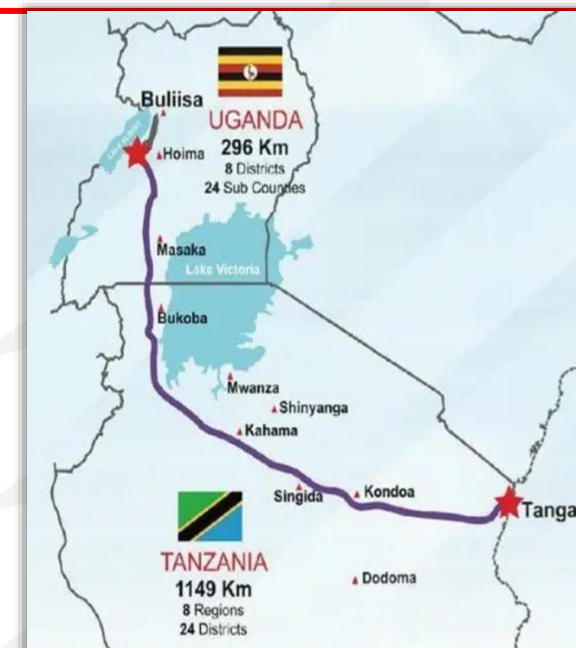 Buliisa
UGANDA
296 Km
8 Districts
24 Sub Counties
Hoima
Masaka
Lake Victoria
Bukoba
Mwanza
Shinyanga
Kahama
Singida
Kondoa
Tanga
TANZANIA
1149 Km
8 Regions
24 Districts
Dodoma